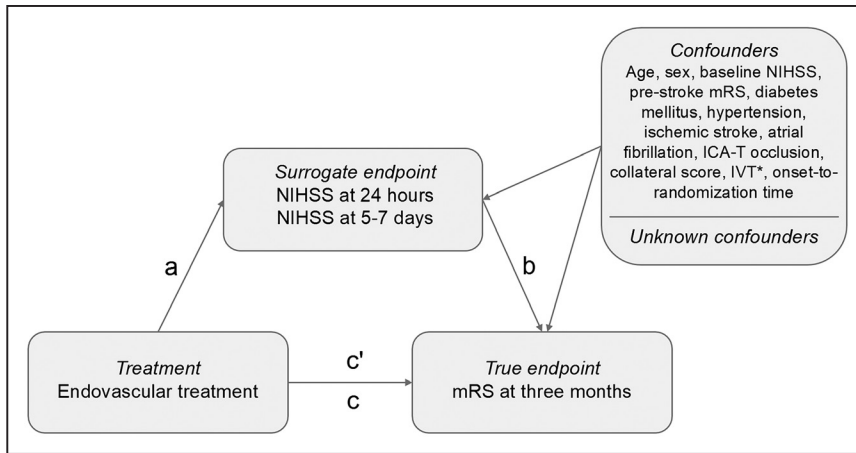 Confounders
Age, sex, baseline NIHSS,
pre-stroke mRS, diabetes
mellitus, hypertension,
ischemic stroke, atrial
fibrillation, ICA-T occlusion,
collateral score, IVT*, onset-to-
randomization time
Unknown confounders
Surrogate endpoint
NIHSS at 24 hours
NIHSS at 5-7 days
a
b
Treatment
Endovascular treatment
c'
c
True endpoint
mRS at three months